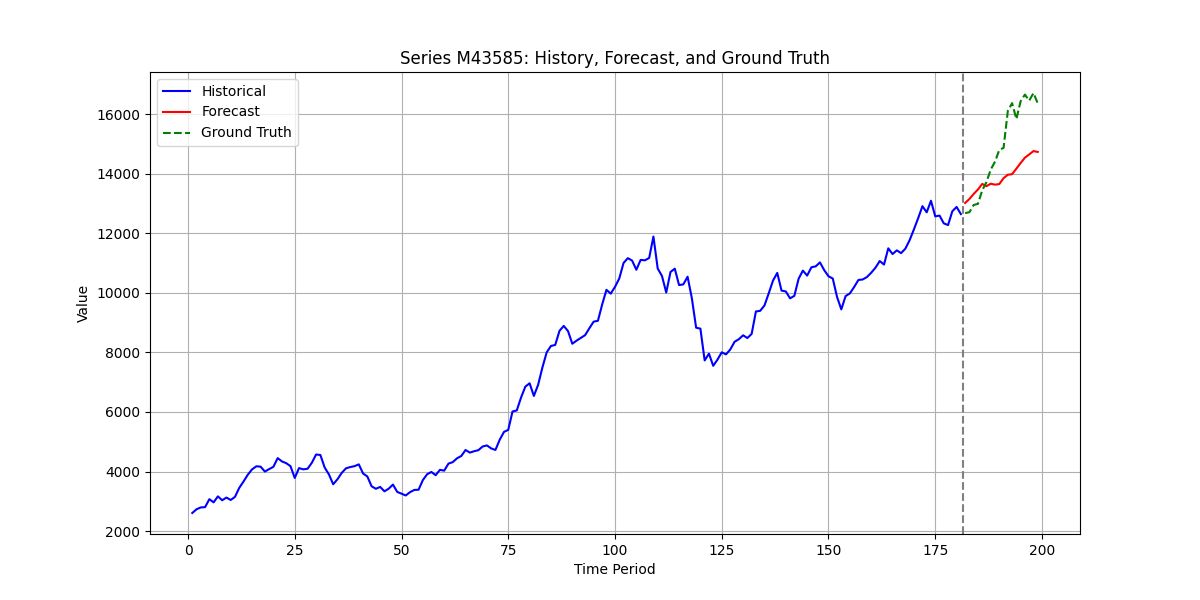 Series M43585: History, Forecast, and Ground Truth
Historical
Forecast
Ground Truth
Value
16000
14000
12000
10000
8000
6000
4000
2000
0 25 50 75 100 125 150 175 200
Time Period